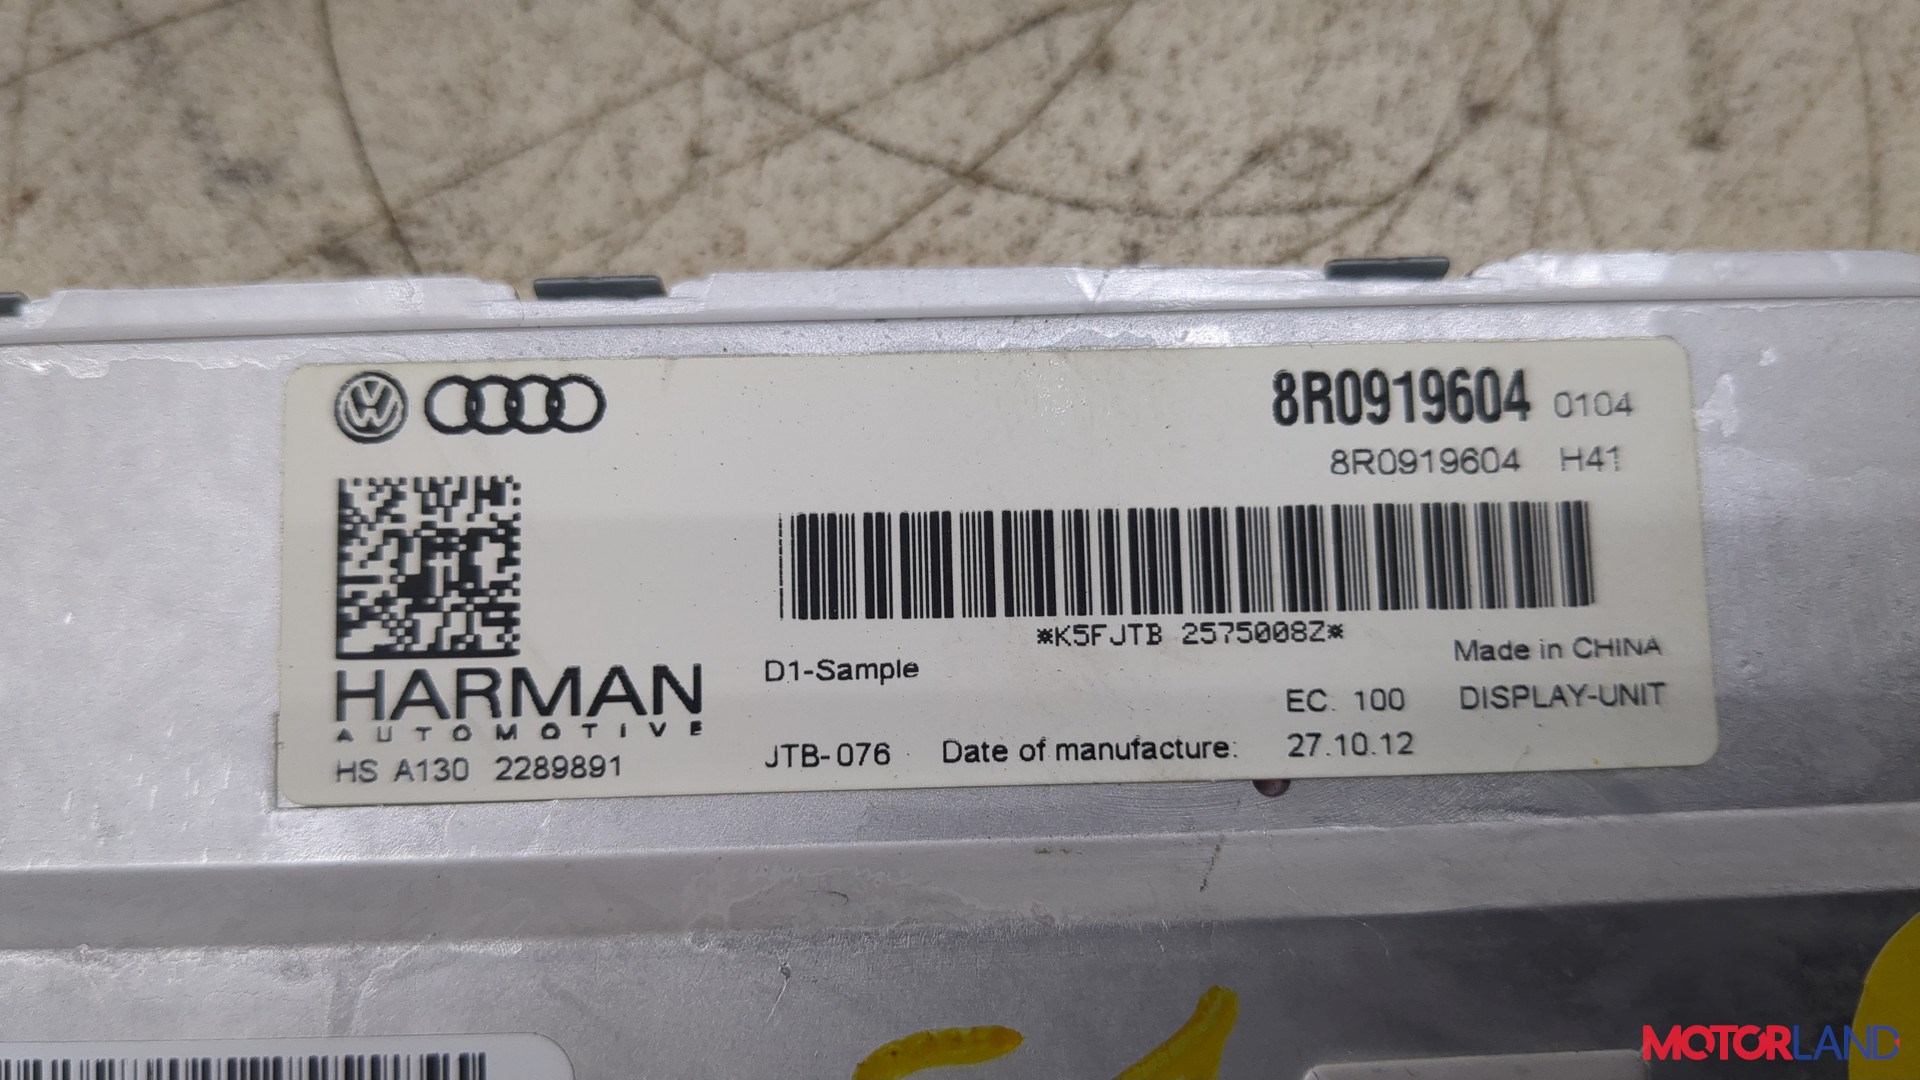 8R0919604 0104
8R0919604 H41
*K5FJTB 2575008Z*
HARMAN
AUTOMOTIVE
HS A130 2289891
D1-Sample
Made in CHINA
EC. 100 DISPLAY-UNIT
JTB-076 Date of manufacture: 27.10.12
MOTORLAND